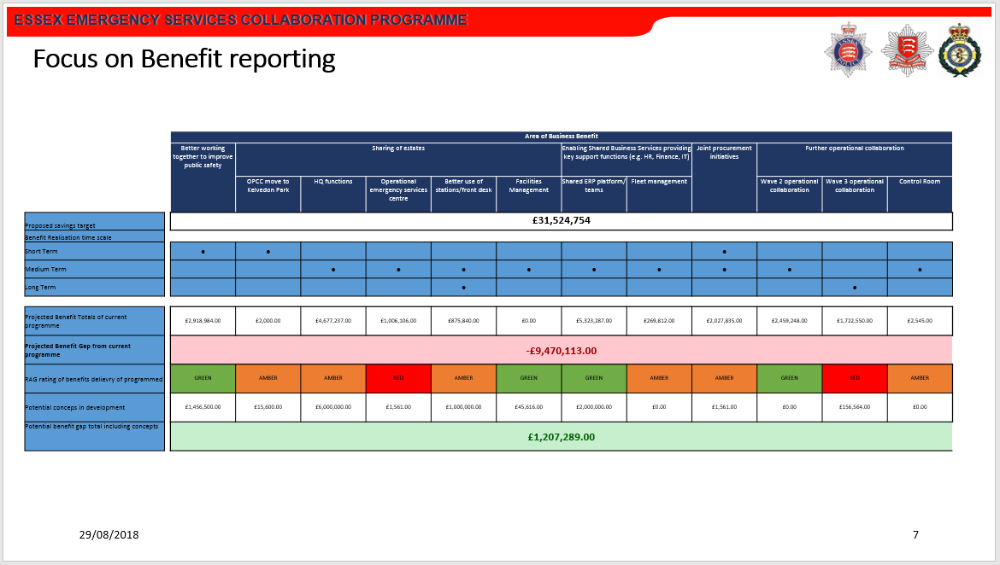 ESSEX EMERGENCY SERVICES COLLABORATION PROGRAMME
Focus on Benefit reporting
Area of Business Benefit
Better working
together to improve
public safety
Sharing of estates
Enabling Shared Business Services providing
key support functions (e.g. HR, Finance, IT)
Joint procurement
initiatives
Further operational collaboration
OPCC move to
Kelvedon Park
HQ functions
Operational
emergency services
centre
Better use of
stations/front desk
Facilities
Management
Shared ERP platform/
teams
Fleet management
Wave 2 operational
collaboration
Wave 3 operational
collaboration
Control Room
Proposed savings target
£31,524,754
Benefit Realisation time scale
Short Term
Medium Term
Long Term
Projected Benefit Totals of current
programme
£2,918,984.00 £2,000.00 £4,677,237.00 £1,006,106.00 £875,840.00 £0.00 £5,323,287.00 £269,812.00 £2,027,835.00 £2,459,248.00 £1,722,550.00 £2,545.00
Projected Benefit Gap from current
programme
-£9,470,113.00
RAG rating of benefits delievry of programmed
GREEN AMBER AMBER RED AMBER GREEN GREEN AMBER AMBER GREEN RED AMBER
Potential conceps in development
£1,456,500.00 £15,600.00 £6,000,000.00 £1,561.00 £1,000,000.00 £45,616.00 £2,000,000.00 £0.00 £1,561.00 £0.00 £156,564.00 £0.00
Potential benefit gap total including concepts
£1,207,289.00
29/08/2018
7